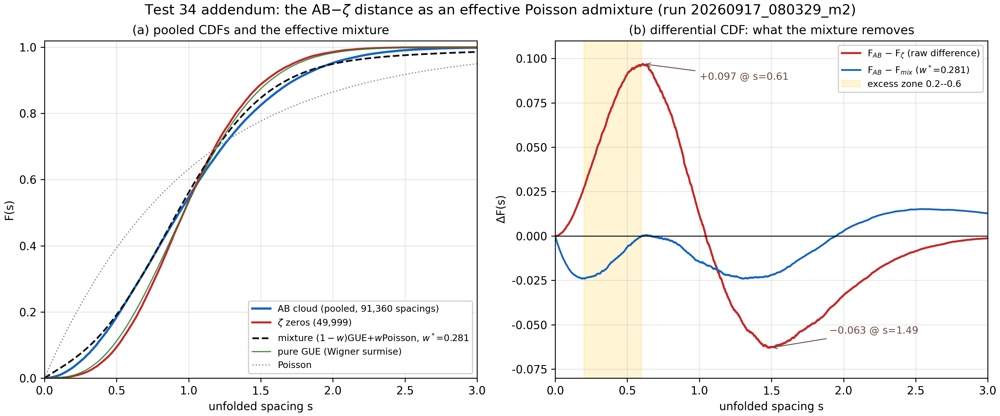 Test 34 addendum: the AB−ζ distance as an effective Poisson admixture (run 20260917_080329_m2)
(a) pooled CDFs and the effective mixture
F(s)
1.0
0.8
0.6
0.4
0.2
0.0
0.0 0.5 1.0 1.5 2.0 2.5 3.0
unfolded spacing s
AB cloud (pooled, 91,360 spacings)
ζ zeros (49,999)
mixture (1 − w)GUE+wPoisson, w*=0.281
pure GUE (Wigner surmise)
Poisson
(b) differential CDF: what the mixture removes
ΔF(s)
0.100
0.075
0.050
0.025
0.000
-0.025
-0.050
-0.075
0.0 0.5 1.0 1.5 2.0 2.5 3.0
unfolded spacing s
F_AB − F_ζ (raw difference)
F_AB − F_mix (w*=0.281)
excess zone 0.2--0.6
+0.097 @ s=0.61
−0.063 @ s=1.49